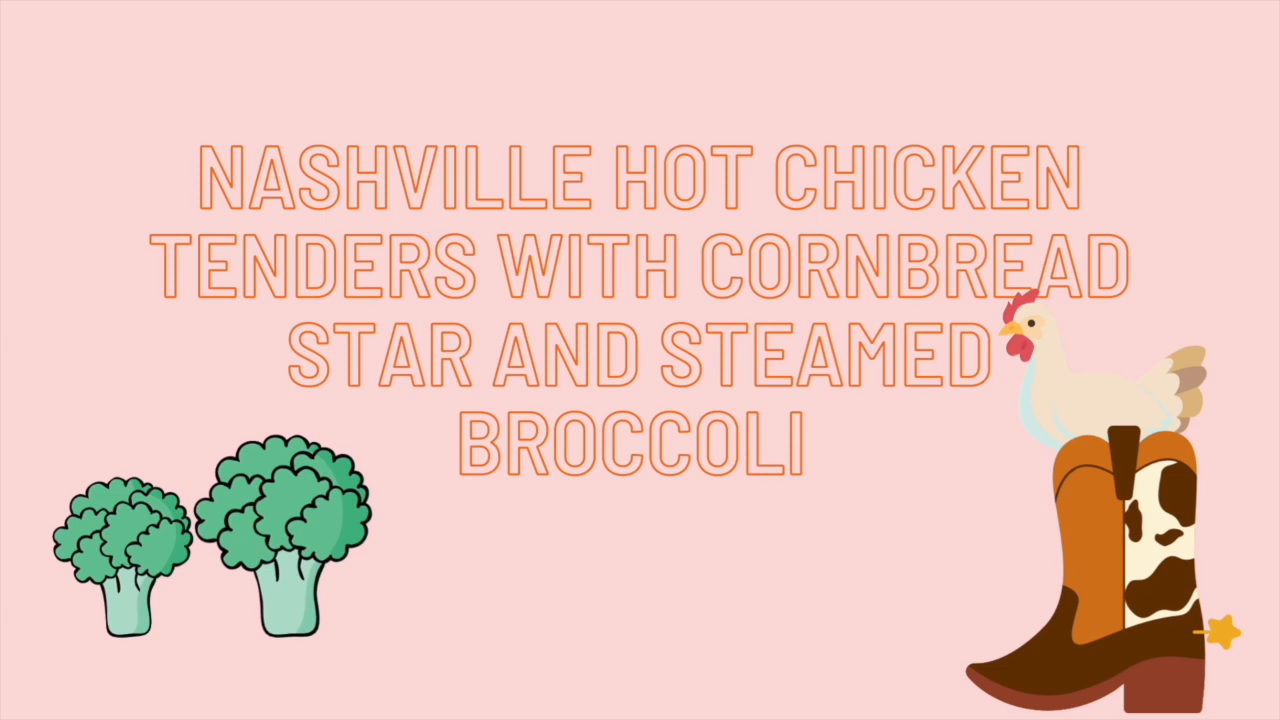 NASHVILLE HOT CHICKEN
TENDERS WITH CORNBREAD
STAR AND STEAMED
BROCCOLI